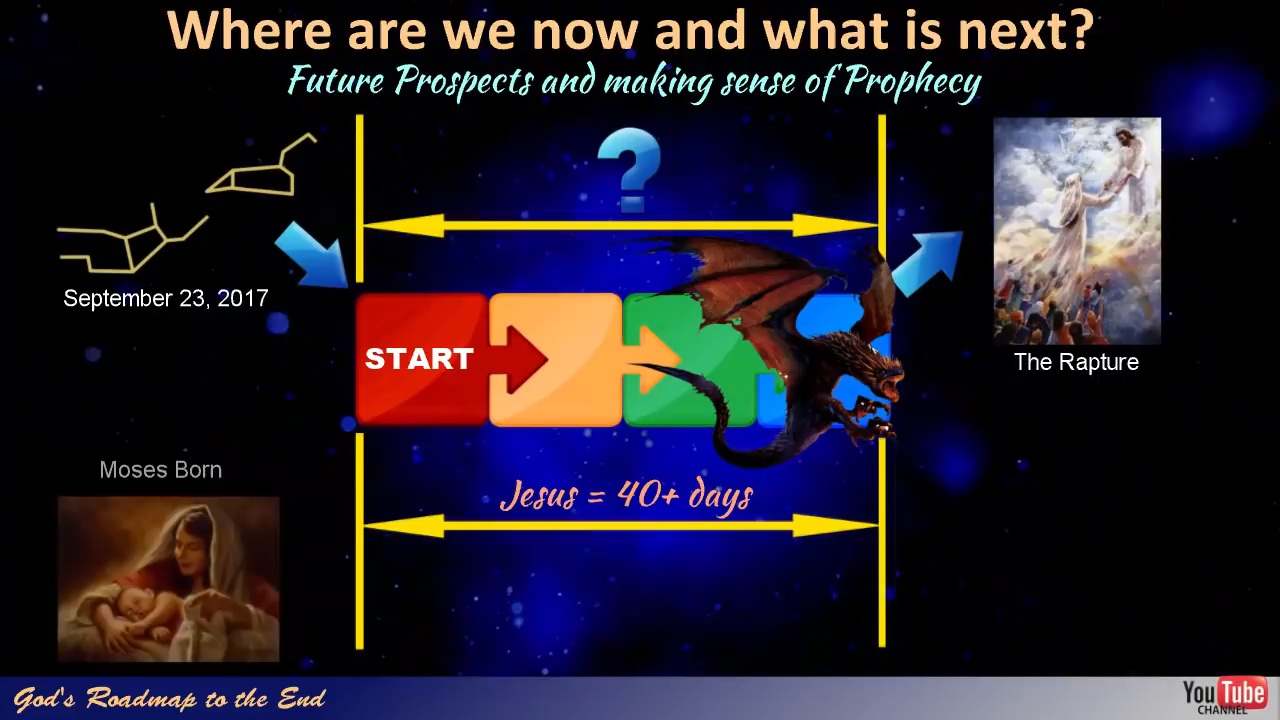 Where are we now and what is next?
Future Prospects and making sense of Prophecy
September 23, 2017
START
The Rapture
Moses Born
Jesus = 40+ days
God's Roadmap to the End
YouTube
CHANNEL